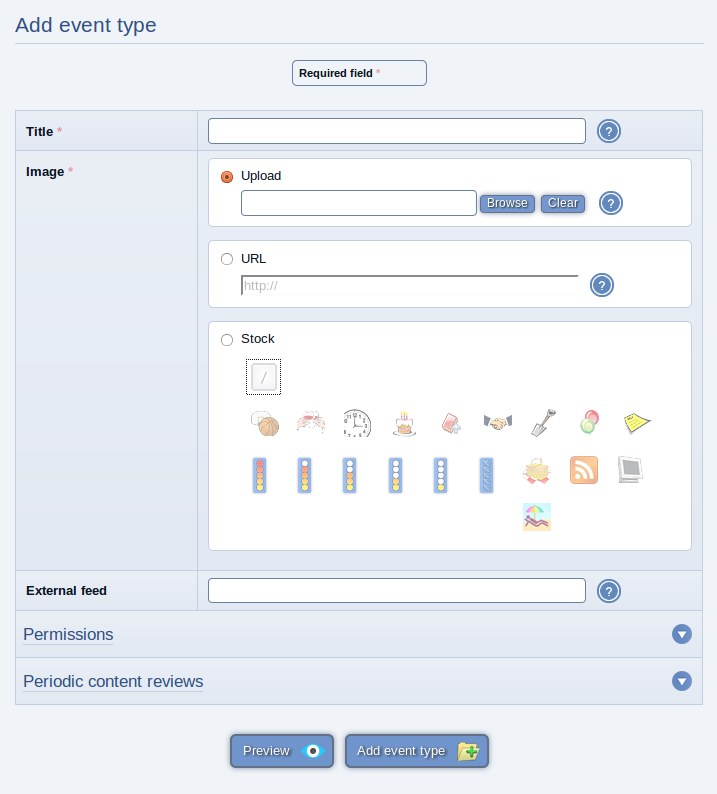 Add event type
Required field *
Title *
?
Image *
Upload
Browse
Clear
?
URL
http://
?
Stock
/
External feed
?
Permissions
Periodic content reviews
Preview
Add event type